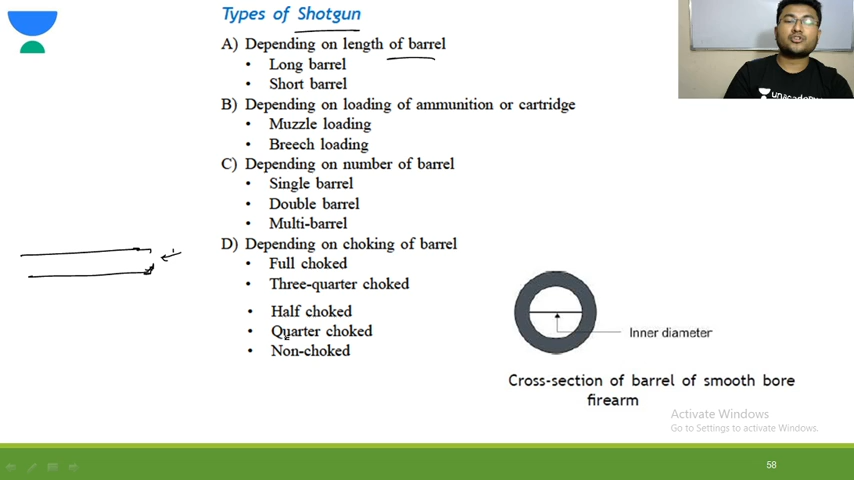 Types of Shotgun
A) Depending on length of barrel
• Long barrel
• Short barrel
B) Depending on loading of ammunition or cartridge
• Muzzle loading
• Breech loading
C) Depending on number of barrel
• Single barrel
• Double barrel
• Multi-barrel
D) Depending on choking of barrel
• Full choked
• Three-quarter choked
• Half choked
• Quarter choked
• Non-choked
Inner diameter
Cross-section of barrel of smooth bore
firearm
Activate Windows
Go to Settings to activate Windows.
58